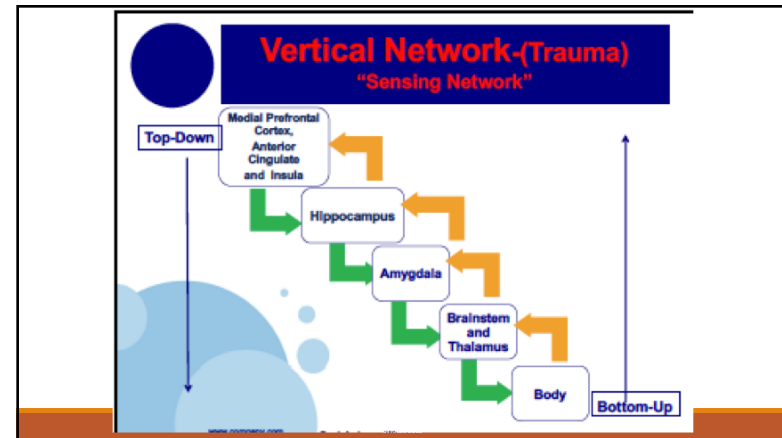 Vertical Network-(Trauma)
“Sensing Network”
Top-Down
Medial Prefrontal
Cortex,
Anterior
Cingulate
and Insula
Hippocampus
Amygdala
Brainstem
and
Thalamus
Body
Bottom-Up